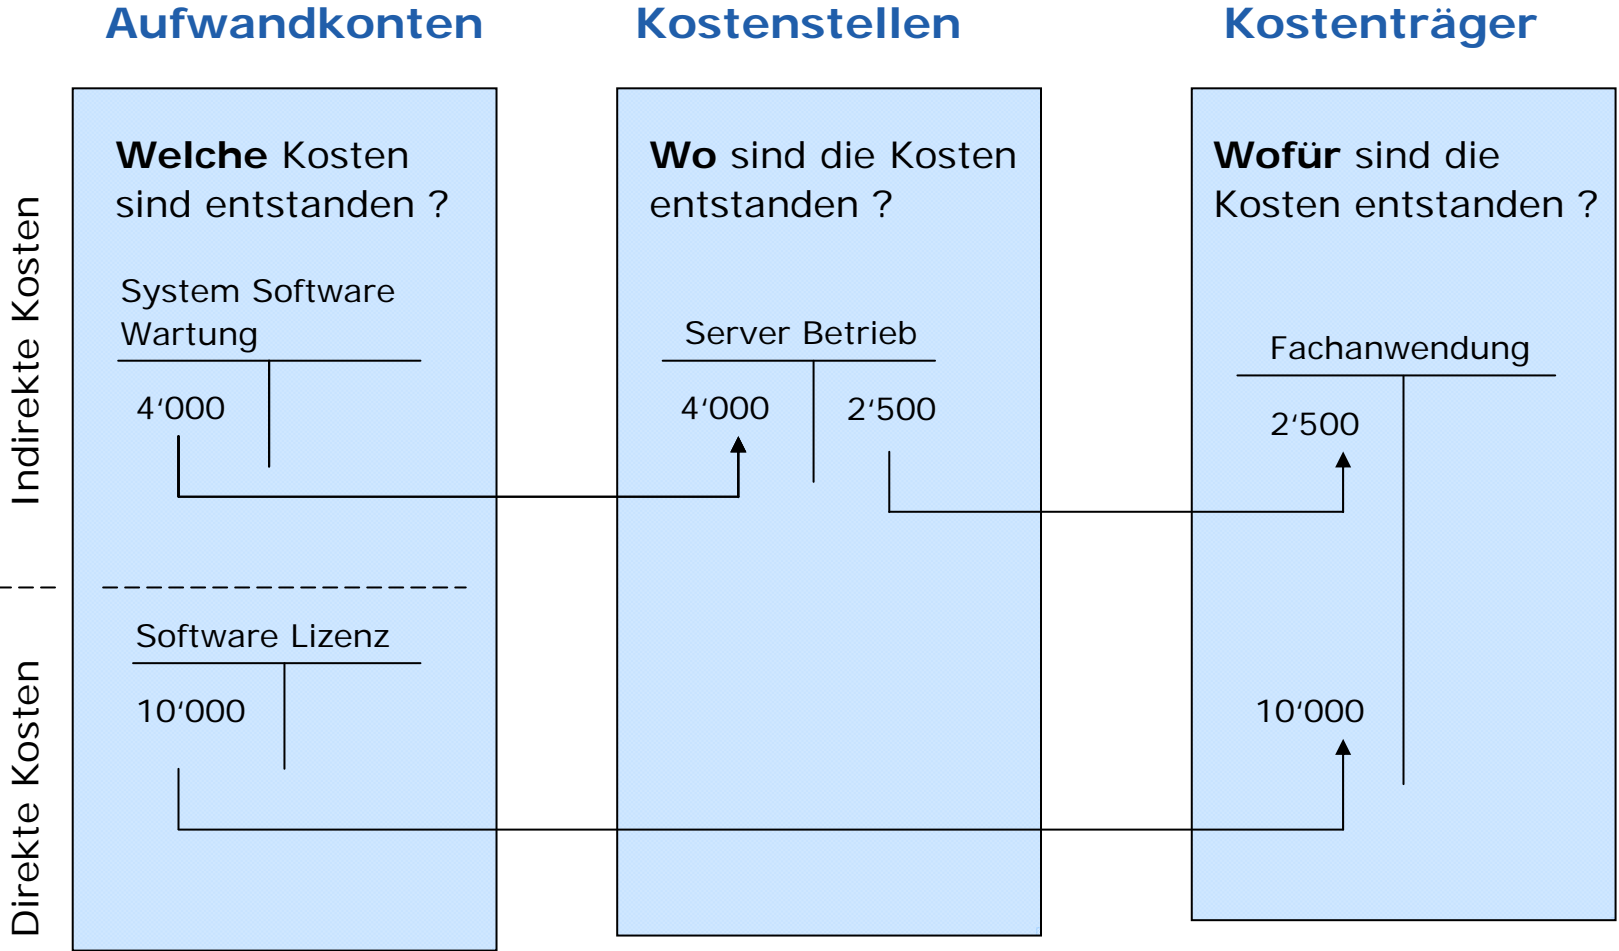 Aufwandkonten
Kostenstellen
Kostenträger
Indirekte Kosten
Direkte Kosten
Welche Kosten
sind entstanden ?
System Software
Wartung
4‘000
Software Lizenz
10‘000
Wo sind die Kosten
entstanden ?
Server Betrieb
4‘000
2‘500
Wofür sind die
Kosten entstanden ?
Fachanwendung
2‘500
10‘000